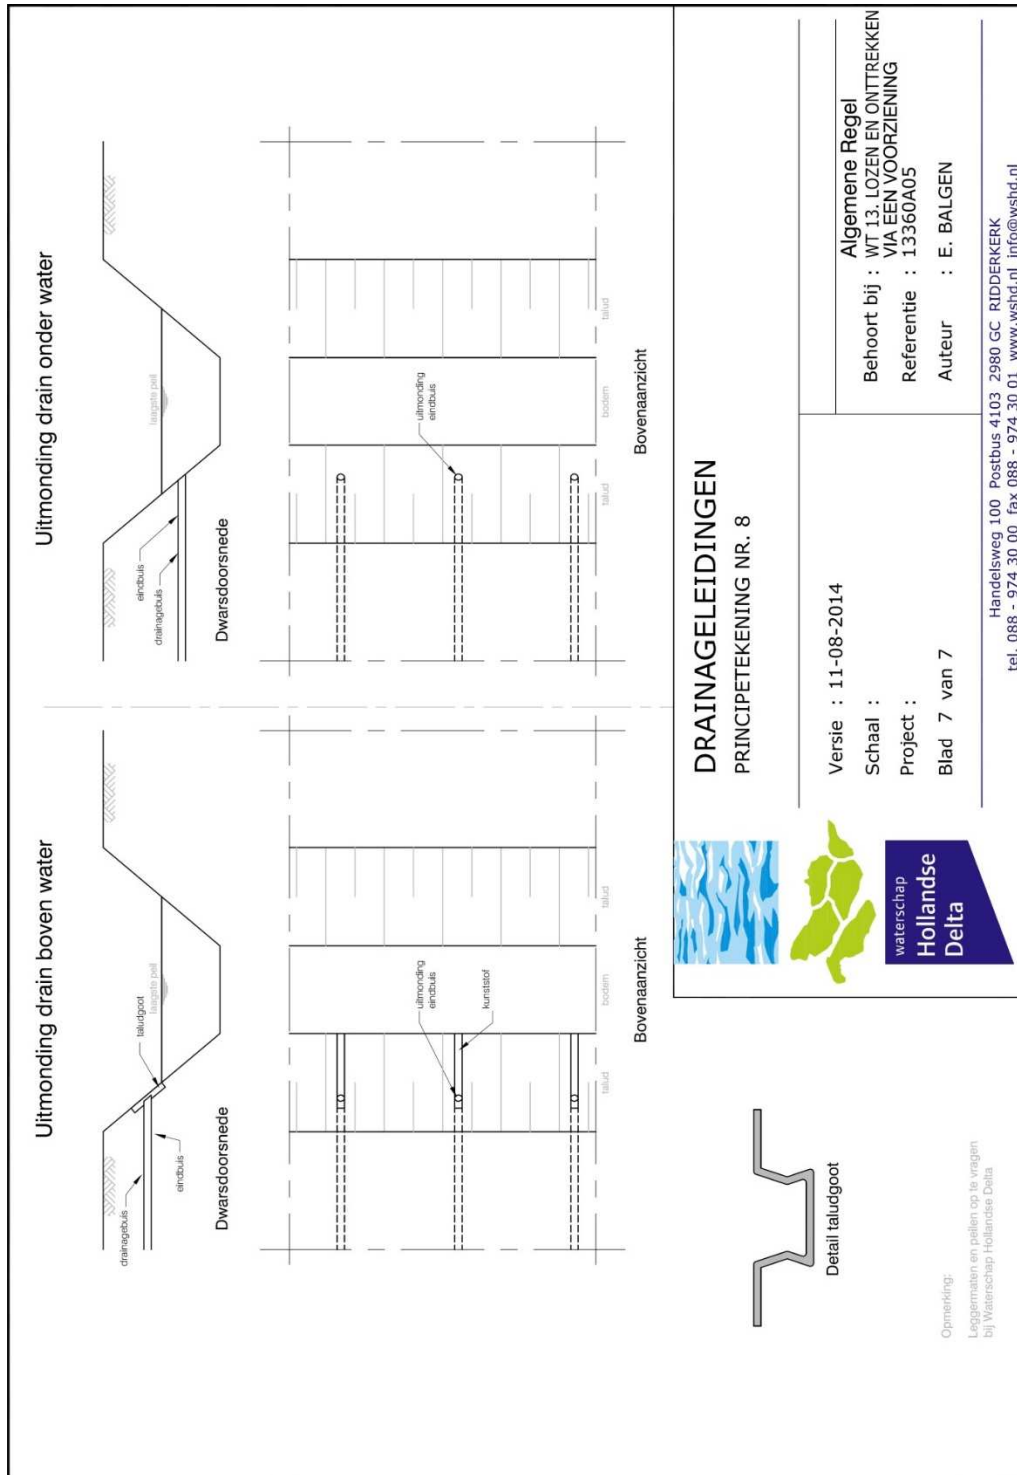 Uitmonding drain boven water
drainagebuis
eindbuis
taludgoot
laagste peil
Dwarsdoorsnede
uitmonding
eindbuis
kunststof
talud
bodem
talud
Bovenaanzicht
Uitmonding drain onder water
eindbuis
drainagebuis
laagste peil
Dwarsdoorsnede
uitmonding
eindbuis
talud
bodem
talud
Bovenaanzicht
Detail taludgoot
Opmerking:
Leggermaten en peilen op te vragen
bij Waterschap Hollandse Delta
waterschap
Hollandse
Delta
DRAINAGELEIDINGEN
PRINCIPETEKENING NR. 8
Versie : 11-08-2014
Schaal :
Project :
Blad 7 van 7
Algemene Regel
Behoort bij : WT 13. LOZEN EN ONTTREKKEN
VIA EEN VOORZIENING
Referentie : 13360A05
Auteur : E. BALGEN
Handelsweg 100 Postbus 4103 2980 GC RIDDERKERK
tel. 088 - 974 30 00 fax 088 - 974 30 01 www.wshd.nl info@wshd.nl